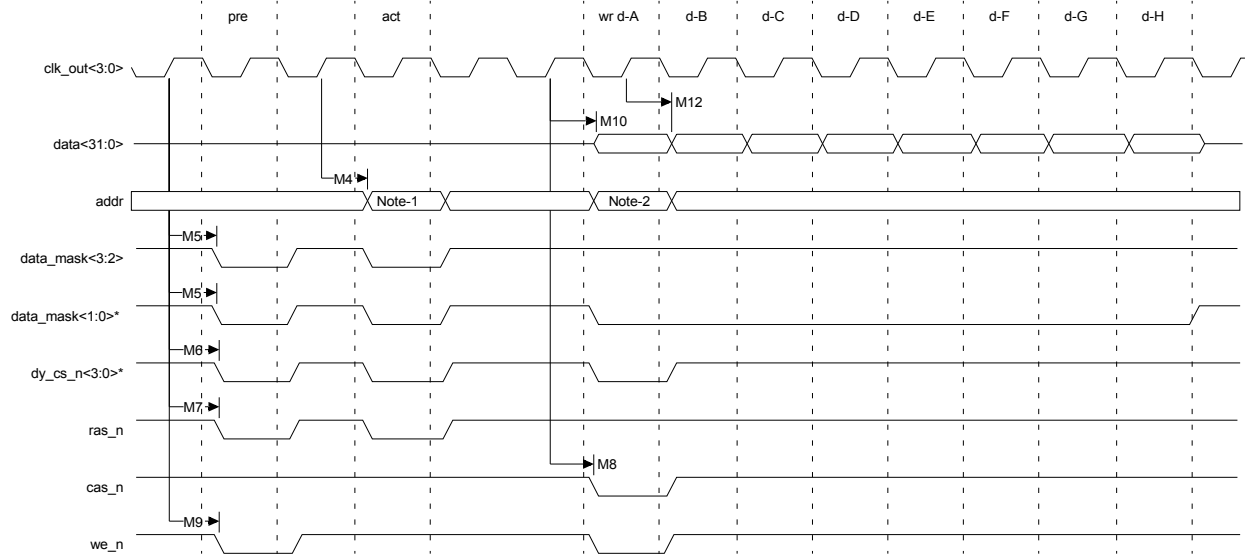 pre act wr d-A d-B d-C d-D d-E d-F d-G d-H
clk_out<3:0>
M12
M10
data<31:0>
M4
addr Note-1 Note-2
M5
data_mask<3:2>
M5
data_mask<1:0>*
M6
dy_cs_n<3:0>*
M7
ras_n
M8
cas_n
M9
we_n